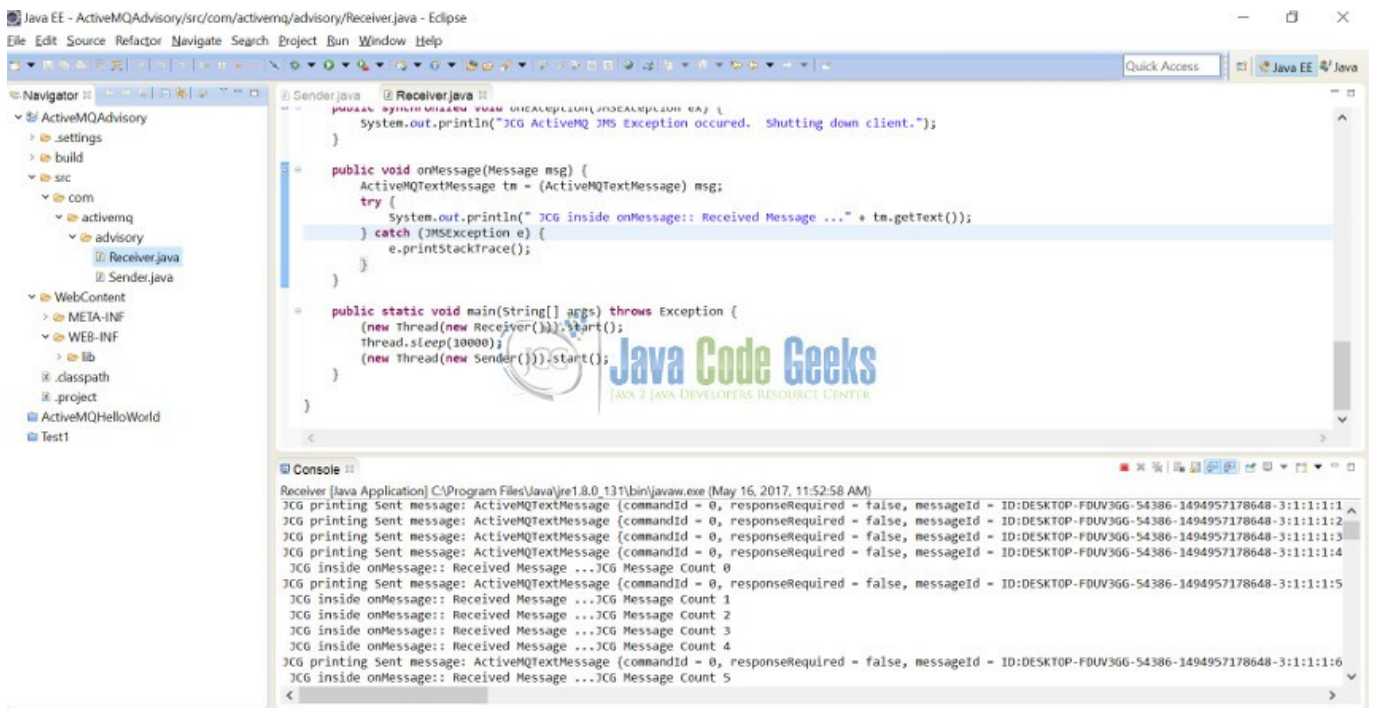 Java EE - ActiveMQAdvisory/src/com/activemq/advisory/Receiver.java - Eclipse
File Edit Source Refactor Navigate Search Project Run Window Help
Quick Access
Java EE
Java
Navigator
ActiveMQAdvisory
.settings
build
src
com
activemq
advisory
Receiver.java
Sender.java
WebContent
META-INF
WEB-INF
lib
.classpath
.project
ActiveMQHelloWorld
Test1
Sender.java
Receiver.java
public synchronized void onException(JMSException ex) {
System.out.println("JCG ActiveMQ JMS Exception occured.  Shutting down client.");
}
public void onMessage(Message msg) {
ActiveMQTextMessage tm = (ActiveMQTextMessage) msg;
try {
System.out.println(" JCG inside onMessage:: Received Message ..." + tm.getText());
} catch (JMSException e) {
e.printStackTrace();
}
}
public static void main(String[] args) throws Exception {
(new Thread(new Receiver())).start();
Thread.sleep(10000);
(new Thread(new Sender())).start();
}
}
JCG
Java Code Geeks
JAVA 2 JAVA DEVELOPERS RESOURCE CENTER
Console
Receiver [Java Application] C:\Program Files\Java\jre1.8.0_131\bin\javaw.exe (May 16, 2017, 11:52:58 AM)
JCG printing Sent message: ActiveMQTextMessage {commandId = 0, responseRequired = false, messageId = ID:DESKTOP-FDUV3GG-54386-1494957178648-3:1:1:1:1
JCG printing Sent message: ActiveMQTextMessage {commandId = 0, responseRequired = false, messageId = ID:DESKTOP-FDUV3GG-54386-1494957178648-3:1:1:1:2
JCG printing Sent message: ActiveMQTextMessage {commandId = 0, responseRequired = false, messageId = ID:DESKTOP-FDUV3GG-54386-1494957178648-3:1:1:1:3
JCG printing Sent message: ActiveMQTextMessage {commandId = 0, responseRequired = false, messageId = ID:DESKTOP-FDUV3GG-54386-1494957178648-3:1:1:1:4
JCG inside onMessage:: Received Message ...JCG Message Count 0
JCG printing Sent message: ActiveMQTextMessage {commandId = 0, responseRequired = false, messageId = ID:DESKTOP-FDUV3GG-54386-1494957178648-3:1:1:1:5
JCG inside onMessage:: Received Message ...JCG Message Count 1
JCG inside onMessage:: Received Message ...JCG Message Count 2
JCG inside onMessage:: Received Message ...JCG Message Count 3
JCG inside onMessage:: Received Message ...JCG Message Count 4
JCG printing Sent message: ActiveMQTextMessage {commandId = 0, responseRequired = false, messageId = ID:DESKTOP-FDUV3GG-54386-1494957178648-3:1:1:1:6
JCG inside onMessage:: Received Message ...JCG Message Count 5